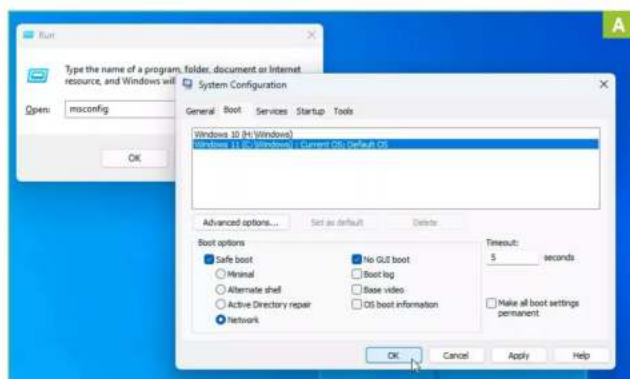 A
Run
Type the name of a program, folder, document or Internet
resource, and Windows will
Open:
msconfig
OK
System Configuration
General Boot Services Startup Tools
Windows 10 (H:\Windows)
Windows 11 (C:\Windows) : Current OS; Default OS
Advanced options... Set as default Delete
Boot options
Timeout:
Safe boot
No GUI boot
5 seconds
Minimal
Boot log
Alternate shell
Base video
Active Directory repair
OS boot information
Make all boot settings
permanent
Network
OK Cancel Apply Help